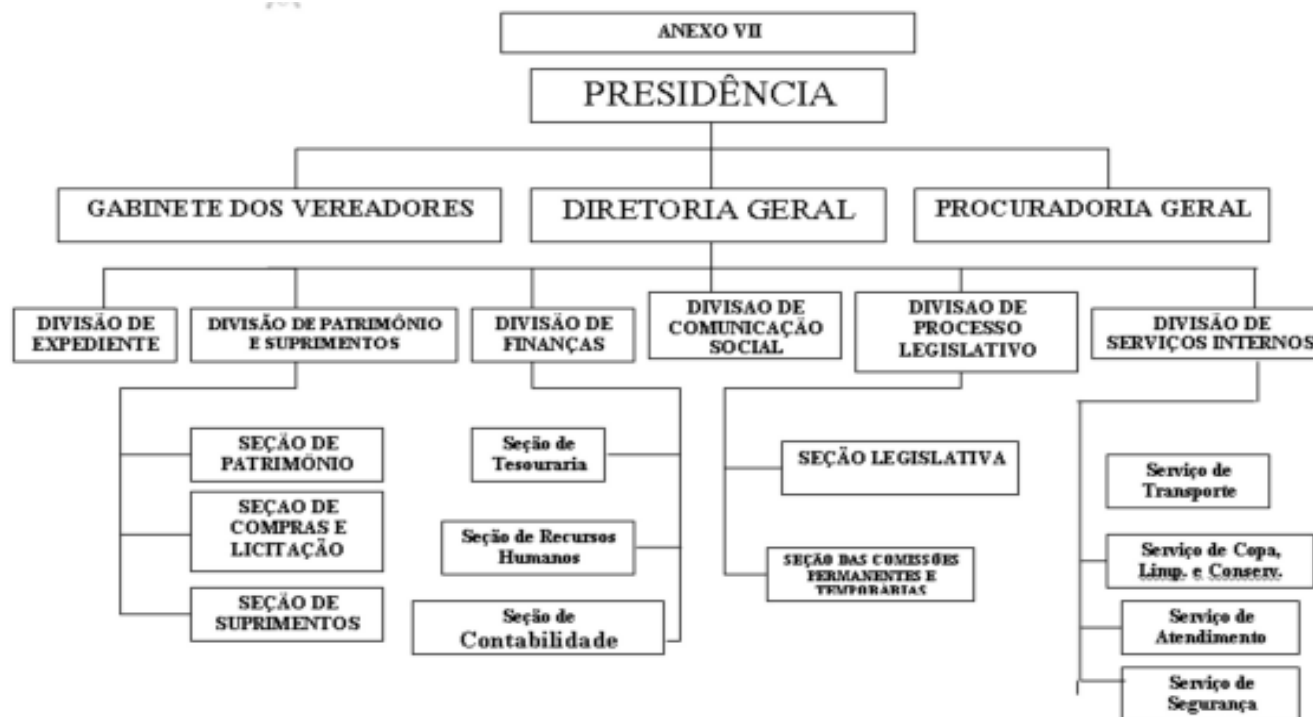 ANEXO VII
PRESIDÊNCIA
GABINETE DOS VEREADORES
DIRETORIA GERAL
PROCURADORIA GERAL
DIVISÃO DE
EXPEDIENTE
DIVISÃO DE PATRIMÔNIO
E SUPRIMENTOS
DIVISÃO DE
FINANÇAS
DIVISAO DE
COMUNICAÇÃO
SOCIAL
DIVISAO DE
PROCESSO
LEGISLATIVO
DIVISÃO DE
SERVIÇOS INTERNOS
SEÇÃO DE
PATRIMÔNIO
SEÇAO DE
COMPRAS E
LICITAÇÃO
SEÇÃO DE
SUPRIMENTOS
Seção de
Tesouraria
Seção de Recursos
Humanos
Seção de
Contabilidade
SEÇÃO LEGISLATIVA
SEÇÃO DAS COMISSÕES
PERMANENTES E
TEMPORÁRIAS
Serviço de
Transporte
Serviço de Copa,
Limp. e Conserv.
Serviço de
Atendimento
Serviço de
Segurança